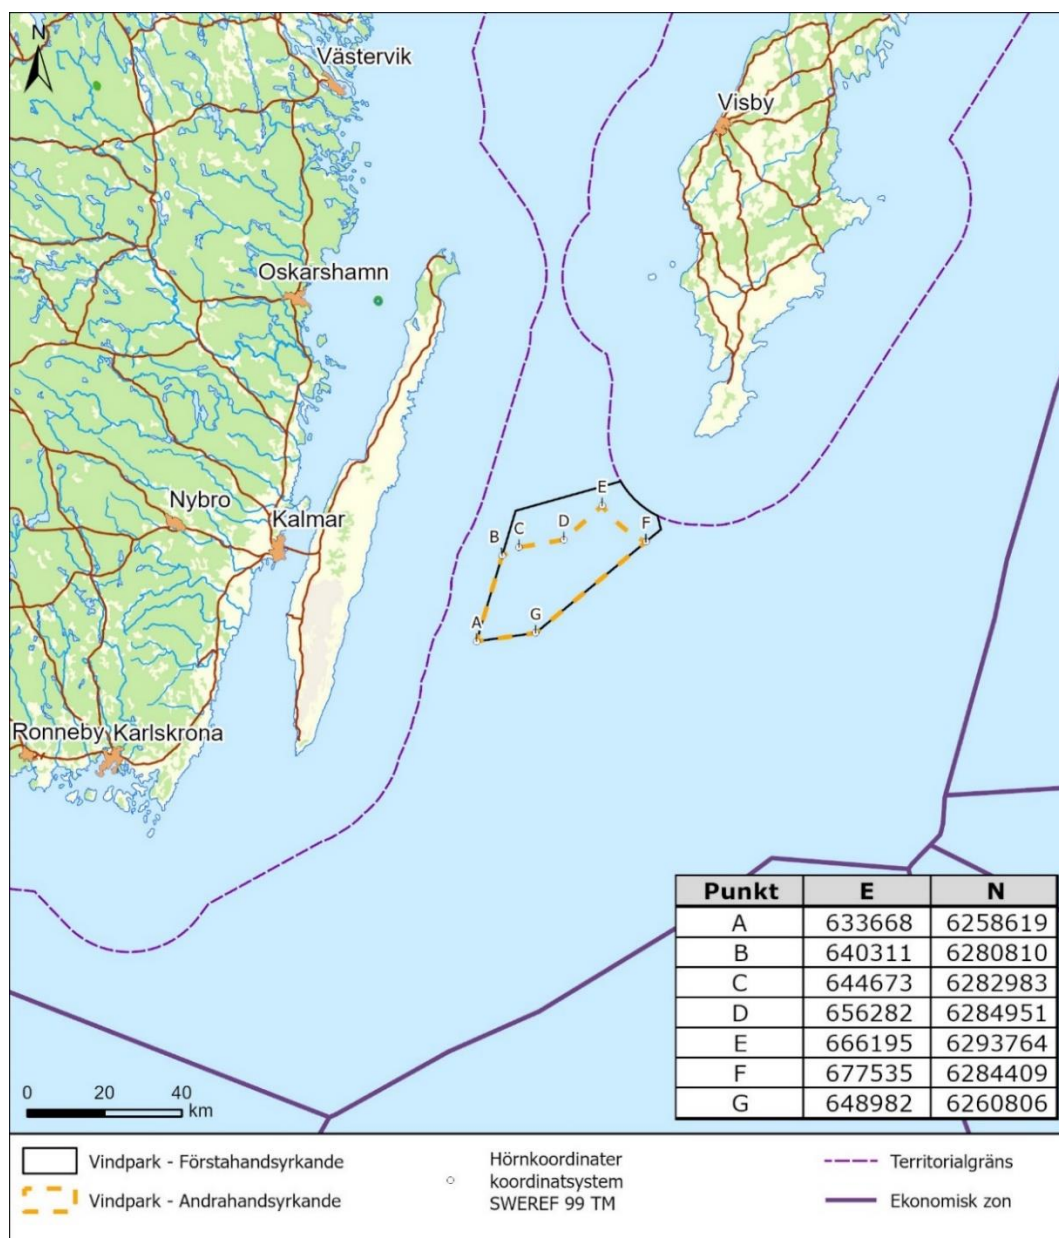 N
Västervik
Visby
Oskarshamn
Nybro
Kalmar
E
B
C
D
F
A
G
Ronneby
Karlskrona
Punkt E N
A 633668 6258619
B 640311 6280810
C 644673 6282983
D 656282 6284951
E 666195 6293764
F 677535 6284409
G 648982 6260806
0 20 40
km
Vindpark - Förstahandsyrkande
Vindpark - Andrahandsyrkande
Hörnkoordinater
koordinatsystem
SWEREF 99 TM
Territorialgräns
Ekonomisk zon